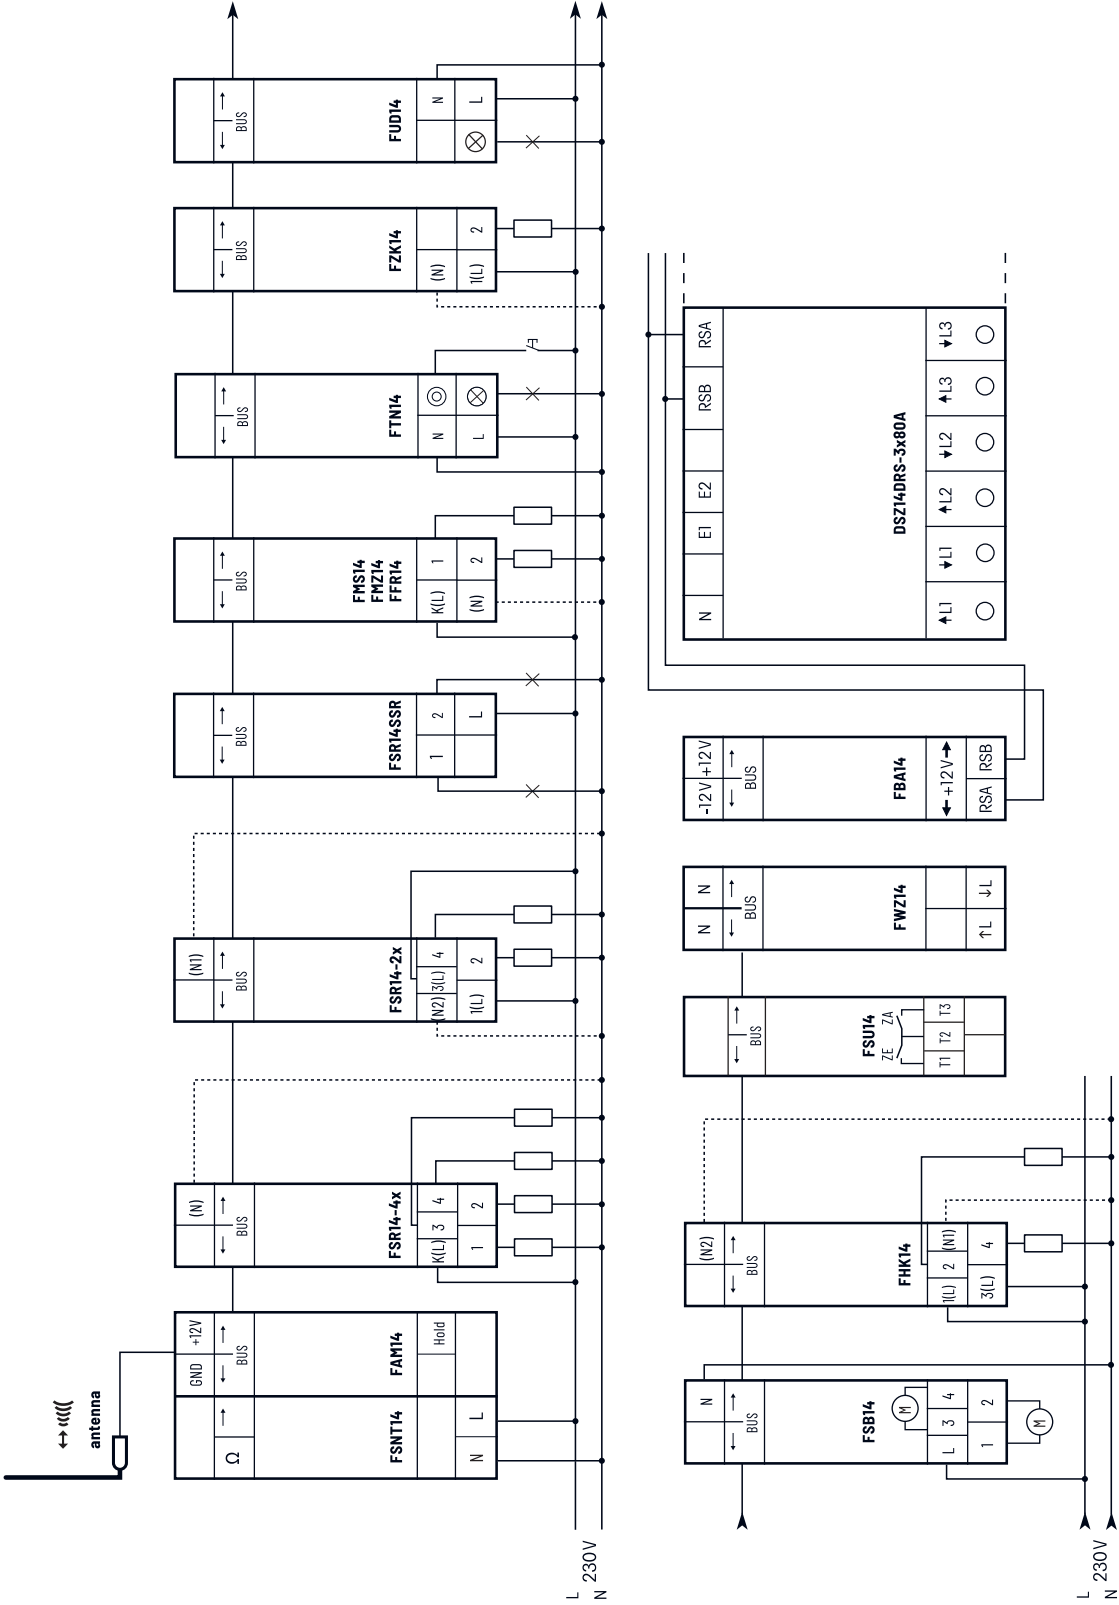 antenna
Ω
FSNT14
N L
GND +12V
BUS
FAM14
Hold
(N)
BUS
FSR14-4x
K(L) 3 4
1 2
(N1)
BUS
FSR14-2x
(N2) 3(L) 4
1(L) 2
BUS
FSR14SSR
1 2
L
BUS
FMS14
FMZ14
FFR14
K(L) 1
(N) 2
BUS
FTN14
N
L
BUS
FZK14
(N)
1(L) 2
BUS
FUD14
N
L
L
230V
N
N
BUS
FSB14
M
L 3 4
1 2
M
(N2)
BUS
FHK14
1(L) 2 (N1)
3(L) 4
BUS
FSU14
ZE ZA
T1 T2 T3
N N
BUS
FWZ14
↑L ↓L
-12V +12V
BUS
FBA14
+12V
RSA RSB
N E1 E2 RSB RSA
DSZ14DRS-3x80A
↑L1 ↓L1 ↑L2 ↓L2 ↑L3 ↓L3
L
230V
N